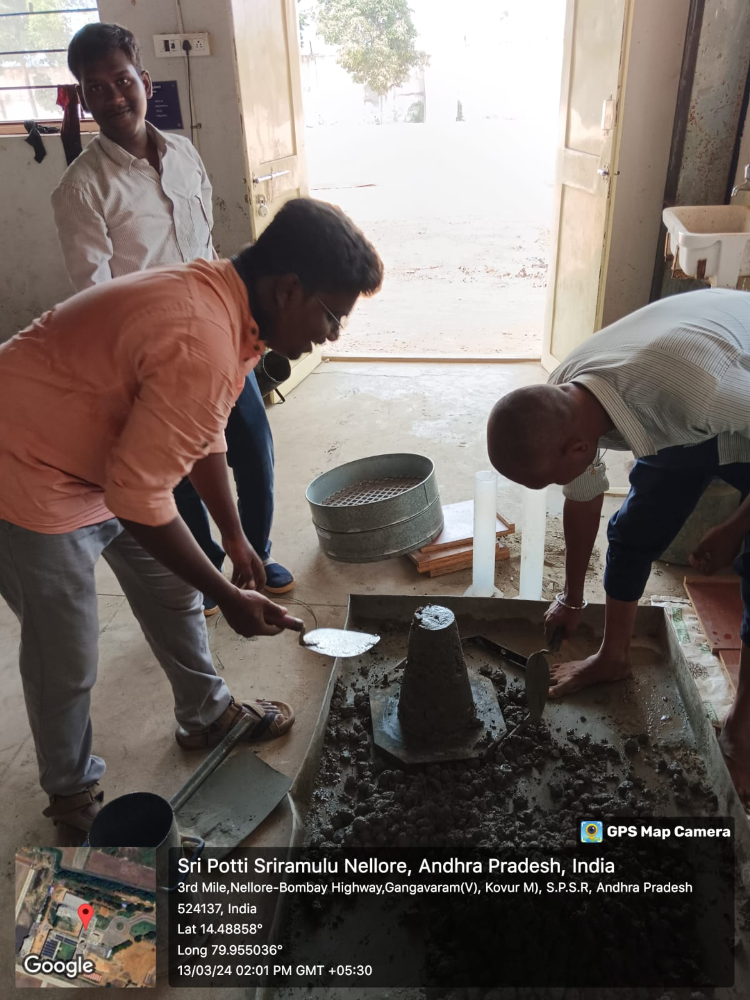 GPS Map Camera
Sri Potti Sriramulu Nellore, Andhra Pradesh, India
3rd Mile,Nellore-Bombay Highway,Gangavaram(V), Kovur M), S.P.S.R, Andhra Pradesh
524137, India
Lat 14.48858°
Long 79.955036°
13/03/24 02:01 PM GMT +05:30
Google